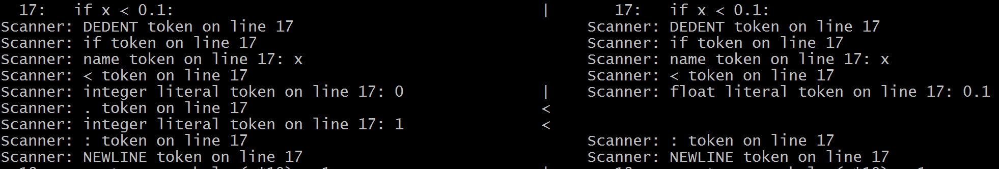 17:   if x < 0.1:                                        |       17:   if x < 0.1:
Scanner: DEDENT token on line 17                                Scanner: DEDENT token on line 17
Scanner: if token on line 17                                    Scanner: if token on line 17
Scanner: name token on line 17: x                               Scanner: name token on line 17: x
Scanner: < token on line 17                                     Scanner: < token on line 17
Scanner: integer literal token on line 17: 0               |    Scanner: float literal token on line 17: 0.1
Scanner: . token on line 17                                <
Scanner: integer literal token on line 17: 1               <
Scanner: : token on line 17                                     Scanner: : token on line 17
Scanner: NEWLINE token on line 17                               Scanner: NEWLINE token on line 17